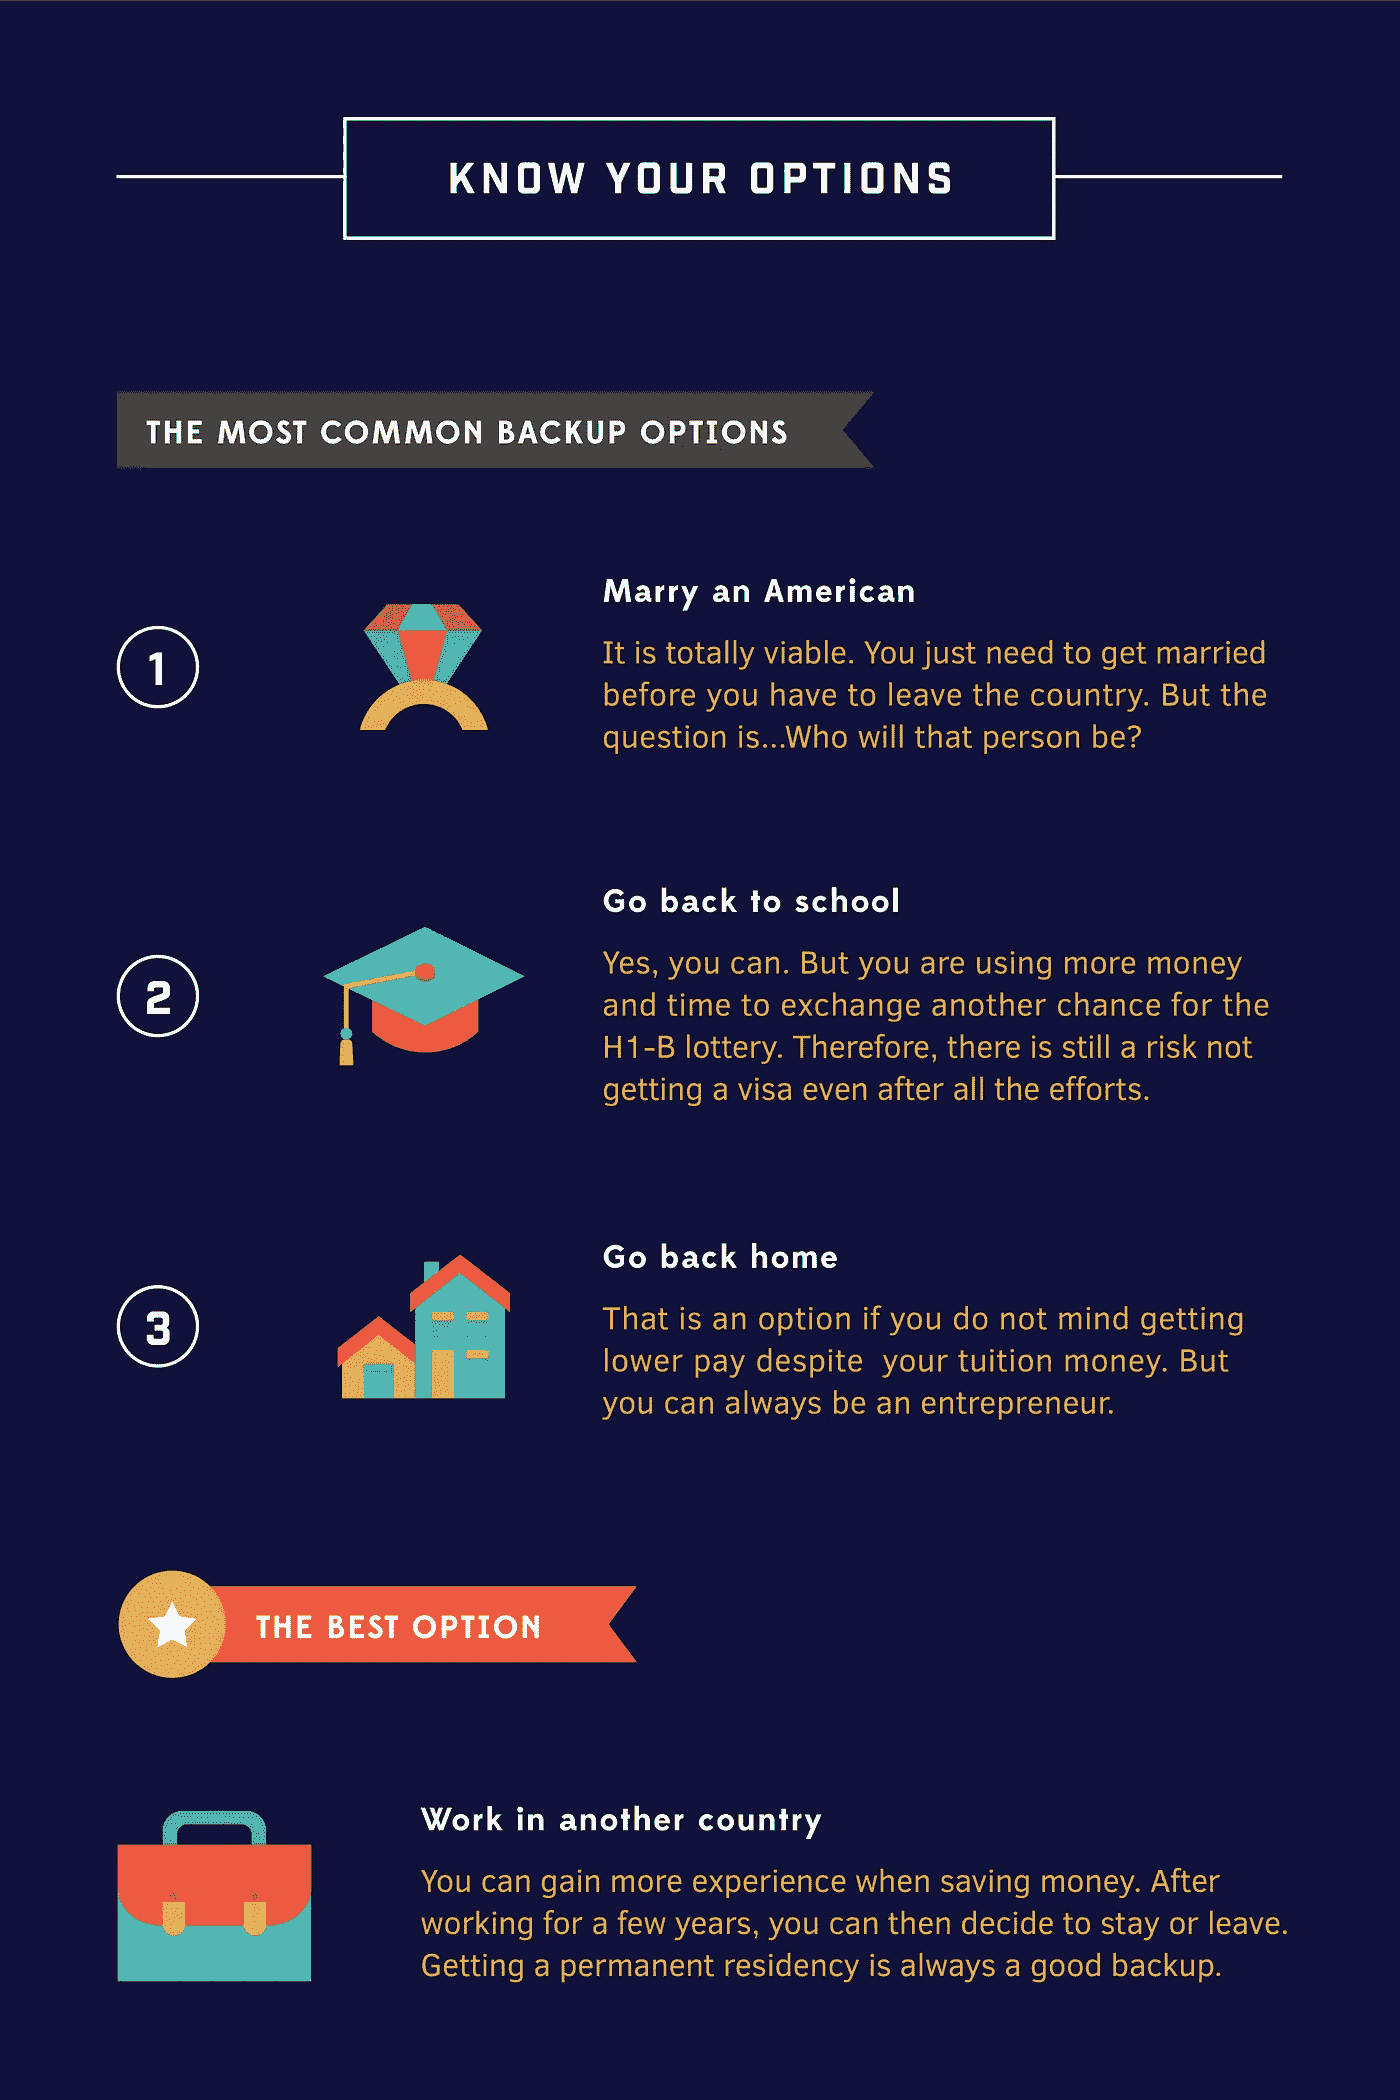 KNOW YOUR OPTIONS
THE MOST COMMON BACKUP OPTIONS
1
Marry an American
It is totally viable. You just need to get married
before you have to leave the country. But the
question is...Who will that person be?
2
Go back to school
Yes, you can. But you are using more money
and time to exchange another chance for the
H1-B lottery. Therefore, there is still a risk not
getting a visa even after all the efforts.
3
Go back home
That is an option if you do not mind getting
lower pay despite  your tuition money. But
you can always be an entrepreneur.
THE BEST OPTION
Work in another country
You can gain more experience when saving money. After
working for a few years, you can then decide to stay or leave.
Getting a permanent residency is always a good backup.